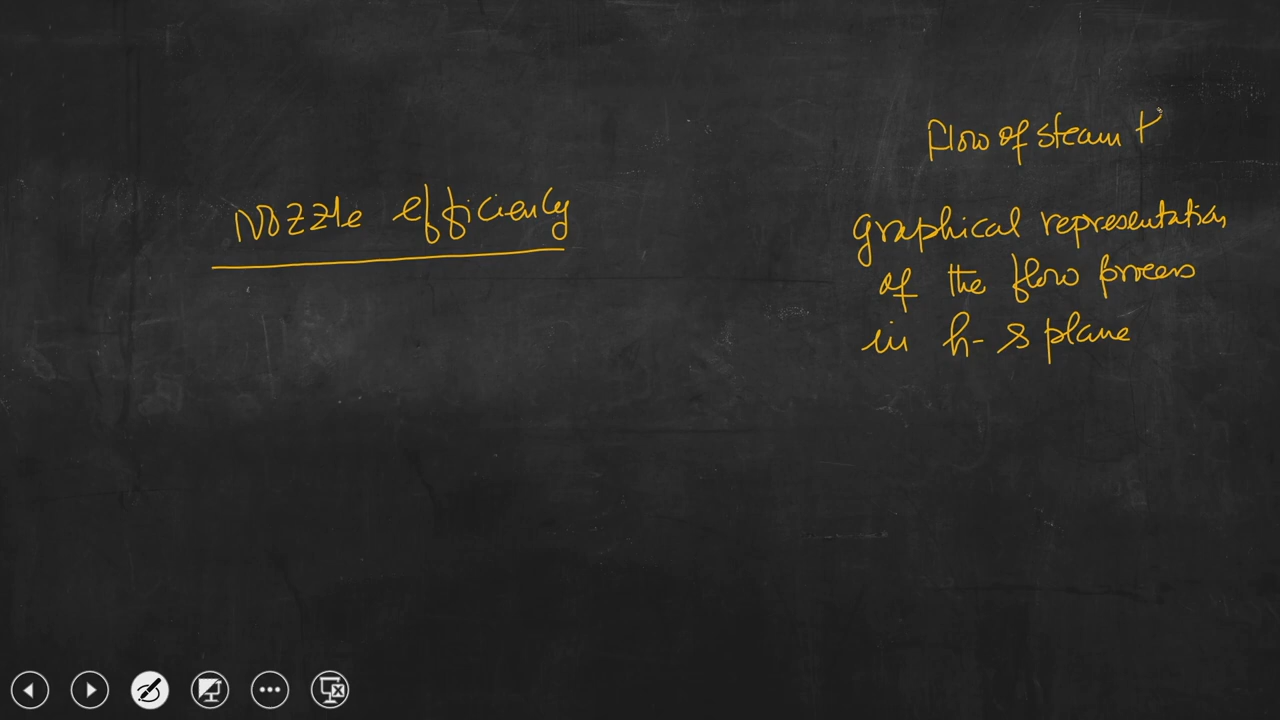 Nozzle efficiency
Flow of steam t
Graphical representation
of the flow process
in h-s plane